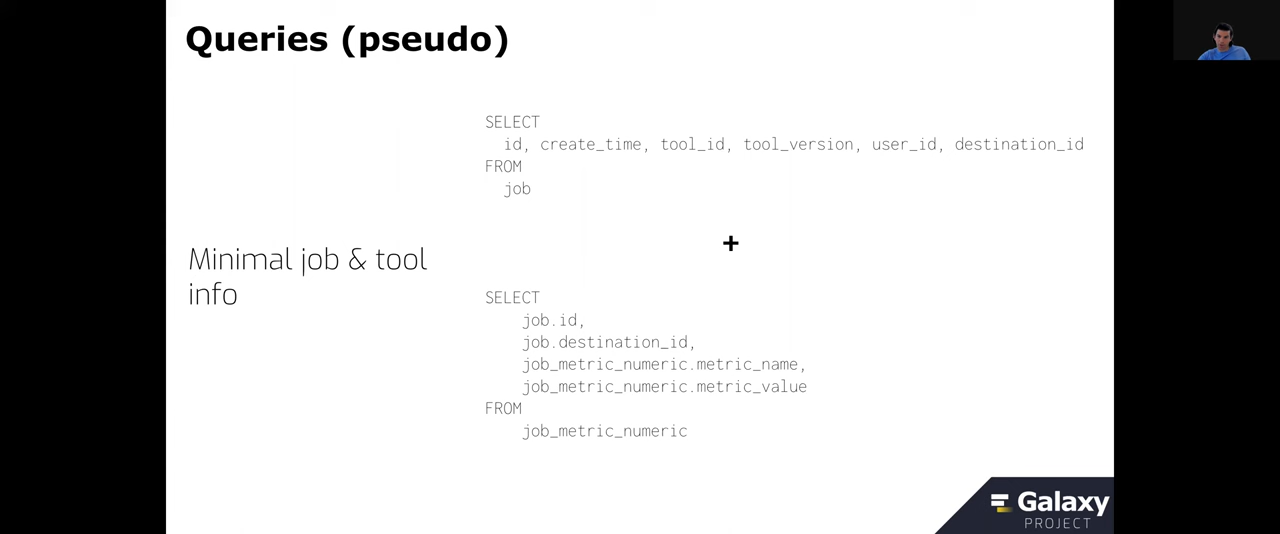 Queries (pseudo)
SELECT
id, create_time, tool_id, tool_version, user_id, destination_id
FROM
job
+
Minimal job & tool
info
SELECT
job.id,
job.destination_id,
job_metric_numeric.metric_name,
job_metric_numeric.metric_value
FROM
job_metric_numeric
Galaxy
PROJECT